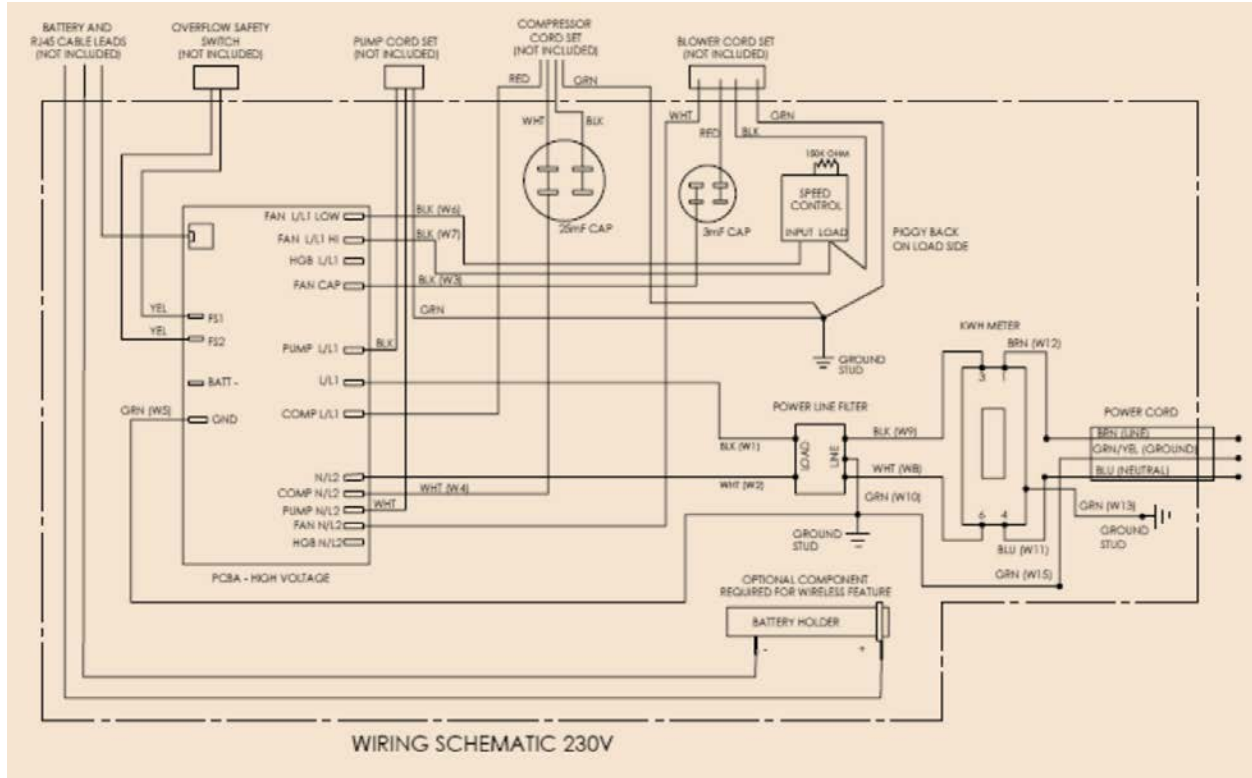 BATTERY AND
RJ45 CABLE LEADS
(NOT INCLUDED)
OVERFLOW SAFETY
SWITCH
(NOT INCLUDED)
PUMP CORD SET
(NOT INCLUDED)
COMPRESSOR
CORD SET
(NOT INCLUDED)
BLOWER CORD SET
(NOT INCLUDED)
RED
GRN
WHT
BLK
WHT
RED
BLK
GRN
150K OHM
SPEED
CONTROL
INPUT LOAD
25mF CAP
3mF CAP
PIGGY BACK
ON LOAD SIDE
FAN L/L1 LOW
BLK (W6)
FAN L/L1 HI
BLK (W7)
HGB L/L1
FAN CAP
BLK (W3)
GRN
YEL
FS1
YEL
FS2
PUMP L/L1
BLK
BATT -
L/L1
GRN (W5)
GND
COMP L/L1
GROUND
STUD
KWH METER
BRN (W12)
3 1
POWER LINE FILTER
LOAD
LINE
BLK (W1)
BLK (W9)
WHT (W2)
WHT (W8)
GRN (W10)
POWER CORD
BRN (LINE)
GRN/YEL (GROUND)
BLU (NEUTRAL)
N/L2
COMP N/L2
WHT (W4)
PUMP N/L2
WHT
FAN N/L2
HGB N/L2
PCBA - HIGH VOLTAGE
GROUND
STUD
6 4
BLU (W11)
GRN (W13)
GROUND
STUD
GRN (W15)
OPTIONAL COMPONENT
REQUIRED FOR WIRELESS FEATURE
BATTERY HOLDER
- +
WIRING SCHEMATIC 230V